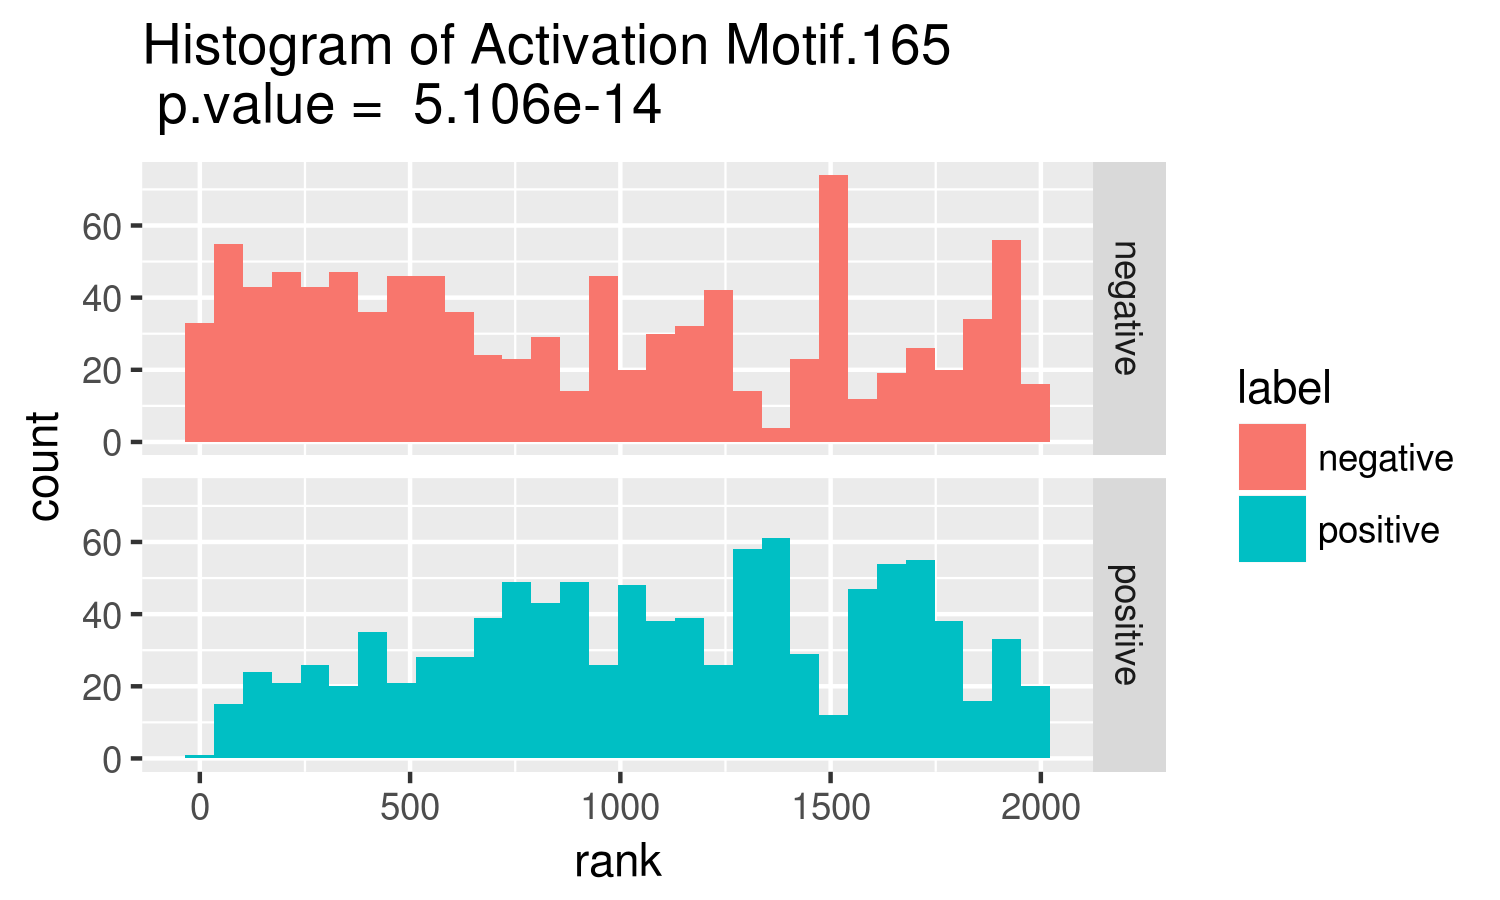 Histogram of Activation Motif.165
p.value = 5.106e-14
60
40
20
0
negative
60
40
20
0
positive
count
0 500 1000 1500 2000
rank
label
negative
positive